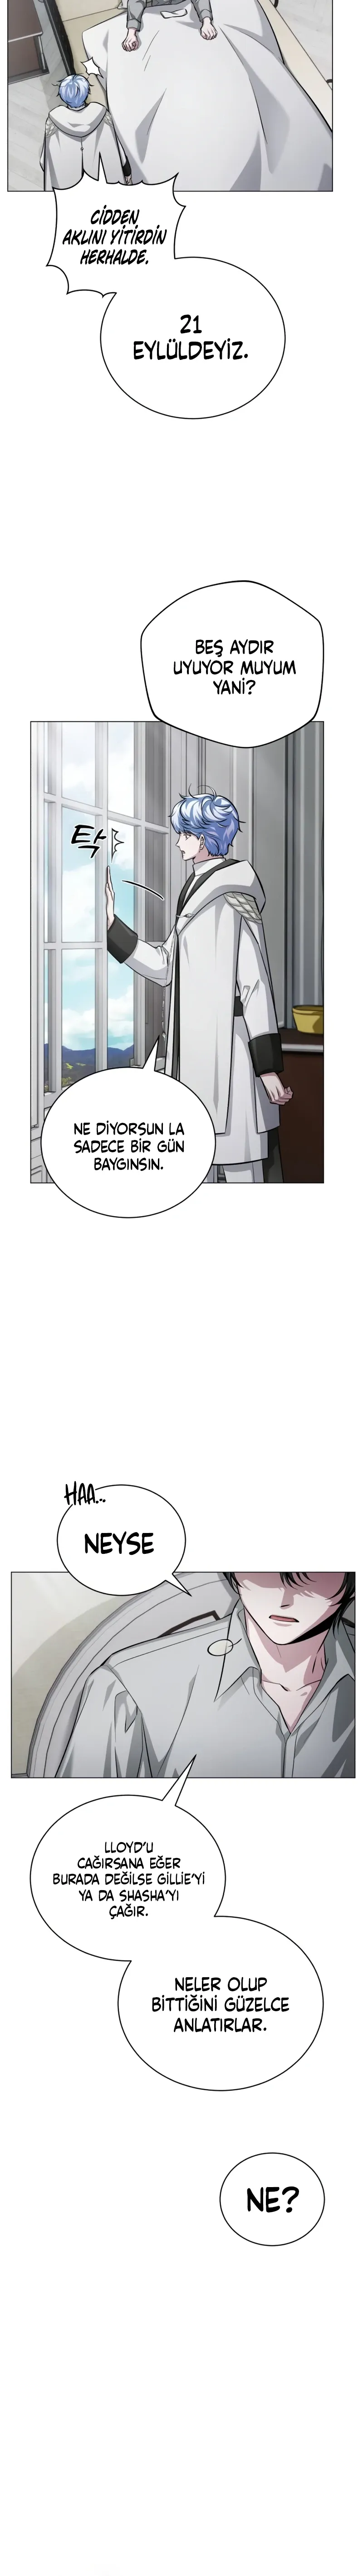 CİDDEN
AKLINI YİTİRDİN
HERHALDE.
21
EYLÜLDEYİZ.
BEŞ AYDIR
UYUYOR MUYUM
YANİ?
탁
NE DİYORSUN LA
SADECE BİR GÜN
BAYGINSIN.
HAA...
NEYSE
LLOYD'U
ÇAĞIRSANA EĞER
BURADA DEĞİLSE GİLLİE'Yİ
YA DA SHASHA'YI
ÇAĞIR.
NELER OLUP
BİTTİĞİNİ GÜZELCE
ANLATIRLAR.
NE?